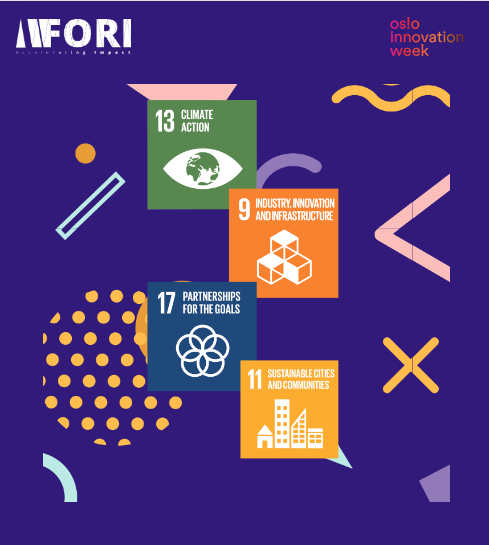 AFORI
Accelerating Impact
oslo
innovation
week
13 CLIMATE
ACTION
9 INDUSTRY, INNOVATION
AND INFRASTRUCTURE
17 PARTNERSHIPS
FOR THE GOALS
11 SUSTAINABLE CITIES
AND COMMUNITIES